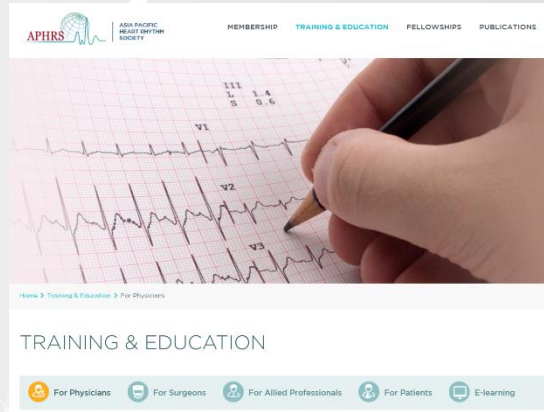 APHRS
ASIA PACIFIC
HEART RHYTHM
SOCIETY
MEMBERSHIP TRAINING & EDUCATION FELLOWSHIPS PUBLICATIONS
III
L 1.4
S 0.6
V1
V2
V3
Home > Training & Education > For Physicians
TRAINING & EDUCATION
For Physicians For Surgeons For Allied Professionals For Patients E-learning